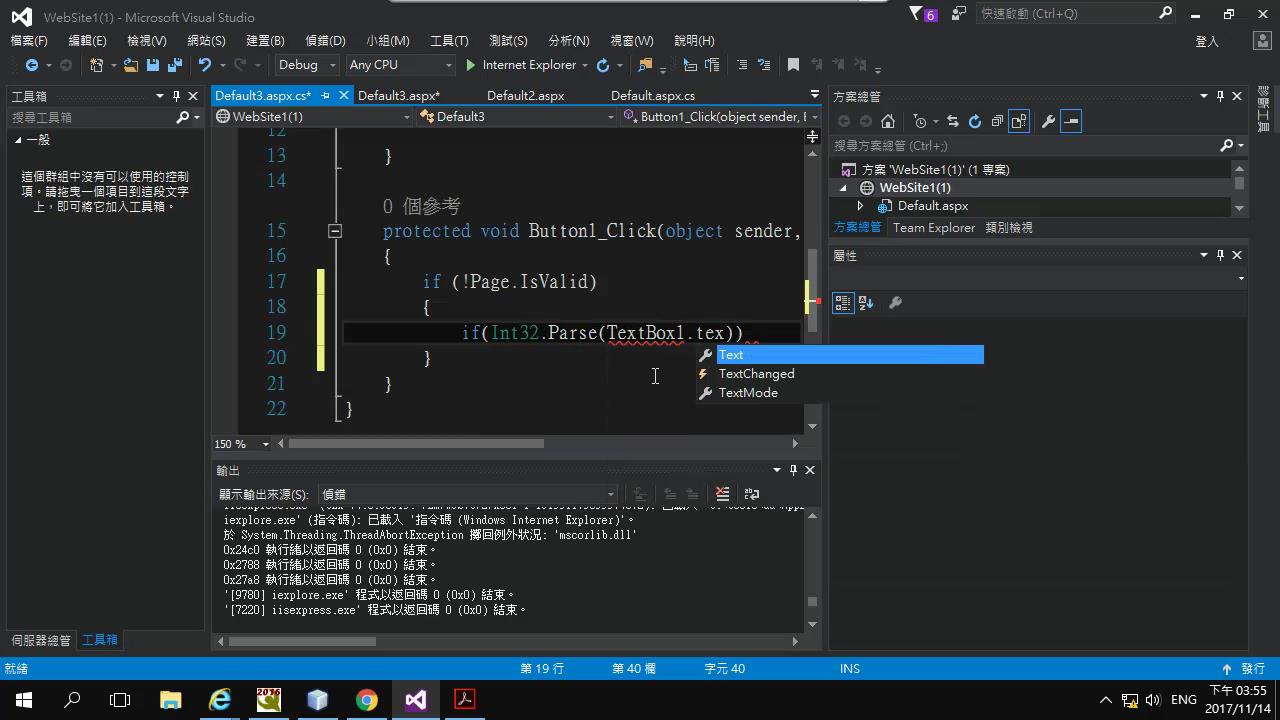 WebSite1(1) - Microsoft Visual Studio
6
快速啟動 (Ctrl+Q)
檔案(F) 編輯(E) 檢視(V) 網站(S) 建置(B) 偵錯(D) 小組(M) 工具(T) 測試(S) 分析(N) 視窗(W) 說明(H)
登入
Debug Any CPU Internet Explorer
工具箱
搜尋工具箱
一般
這個群組中沒有可以使用的控制
項。請拖曳一個項目到這段文字
上，即可將它加入工具箱。
伺服器總管 工具箱
Default3.aspx.cs* Default3.aspx* Default2.aspx Default.aspx.cs
WebSite1(1) Default3 Button1_Click(object sender, E
12
13 }
14
0 個參考
15 protected void Button1_Click(object sender,
16 {
17 if (!Page.IsValid)
18 {
19 if(Int32.Parse(TextBox1.tex))
20 }
21 }
22 }
Text
TextChanged
TextMode
150 %
輸出
顯示輸出來源(S): 偵錯
iexplore.exe' (指令碼): 已載入 '指令碼 (Windows Internet Explorer)'。
於 System.Threading.ThreadAbortException 擲回例外狀況: 'mscorlib.dll'
0x24c0 執行緒以返回碼 0 (0x0) 結束。
0x2788 執行緒以返回碼 0 (0x0) 結束。
0x27a8 執行緒以返回碼 0 (0x0) 結束。
'[9780] iexplore.exe' 程式以返回碼 0 (0x0) 結束。
'[7220] iisexpress.exe' 程式以返回碼 0 (0x0) 結束。
方案總管
搜尋方案總管 (Ctrl+;)
方案 'WebSite1(1)' (1 專案)
WebSite1(1)
Default.aspx
方案總管 Team Explorer 類別檢視
屬性
診斷工具
就緒 第 19 行 第 40 欄 字元 40 INS 發行
2016
ENG
下午 03:55
2017/11/14